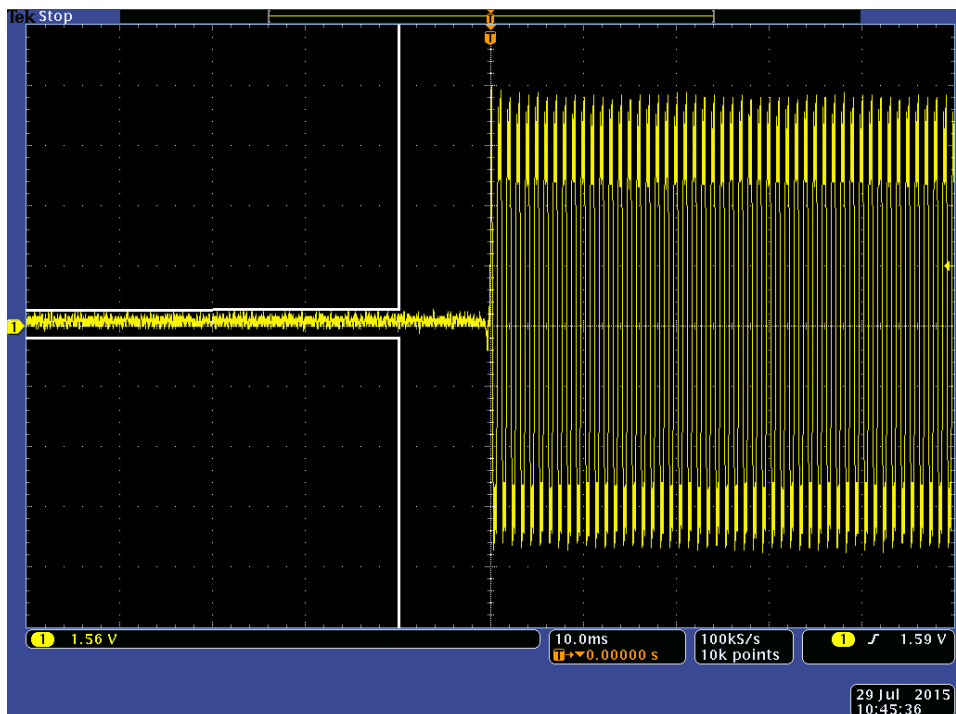 Tek Stop
T
T
1
1 1.56 V
10.0ms
T→▼0.00000 s
100kS/s
10k points
1 1.59 V
29 Jul 2015
10:45:36